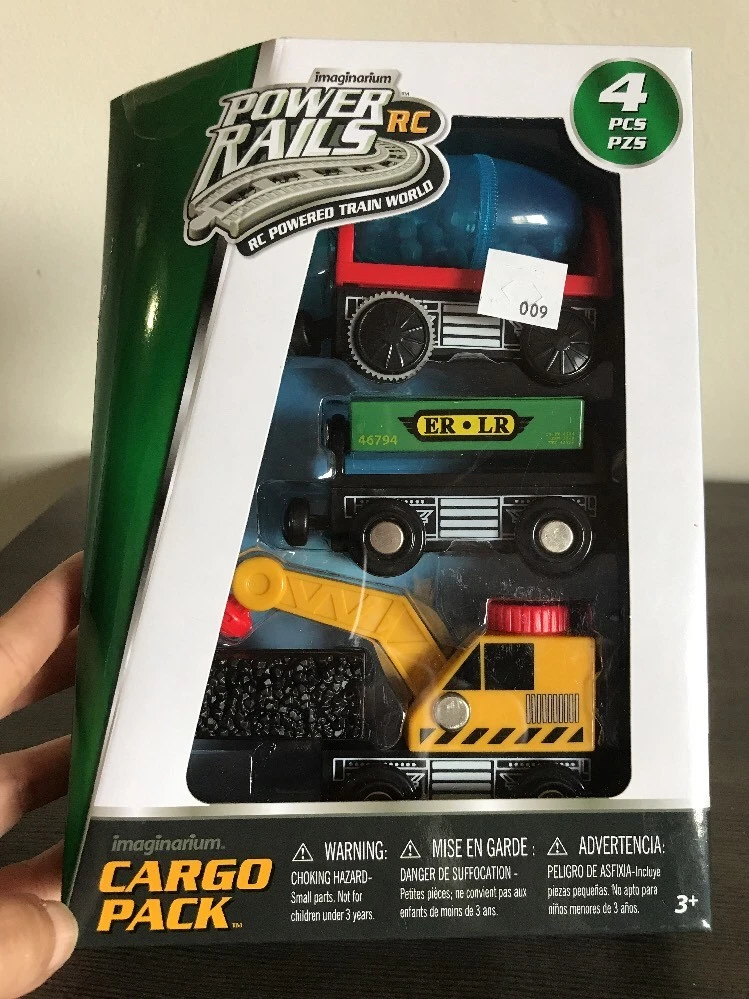 imaginarium
POWER
RAILS RC
RC POWERED TRAIN WORLD
4
PCS
PZS
009
46794
ER • LR
imaginarium™
CARGO
PACK™
⚠ WARNING:
CHOKING HAZARD-
Small parts. Not for
children under 3 years.
⚠ MISE EN GARDE :
DANGER DE SUFFOCATION -
Petites pièces; ne convient pas aux
enfants de moins de 3 ans.
⚠ ADVERTENCIA:
PELIGRO DE ASFIXIA-Incluye
piezas pequeñas. No apto para
niños menores de 3 años.
3+